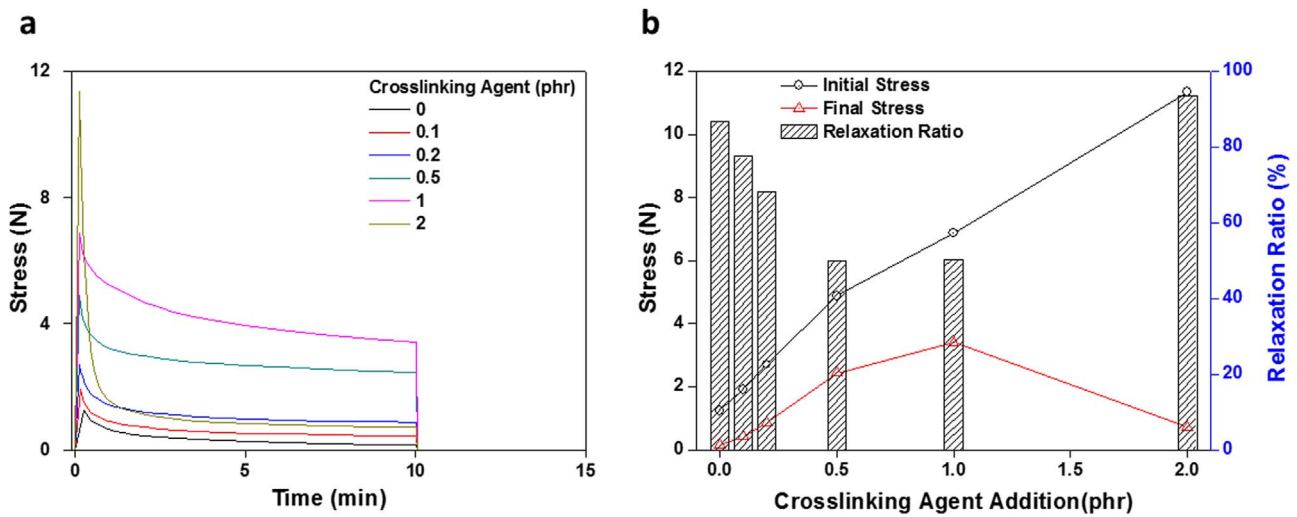 a
12
8
4
0
Stress (N)
0
5
10
15
Time (min)
Crosslinking Agent (phr)
0
0.1
0.2
0.5
1
2
b
12
10
8
6
4
2
0
Stress (N)
Initial Stress
Final Stress
Relaxation Ratio
100
80
60
40
20
0
Relaxation Ratio (%)
0.0
0.5
1.0
1.5
2.0
Crosslinking Agent Addition(phr)